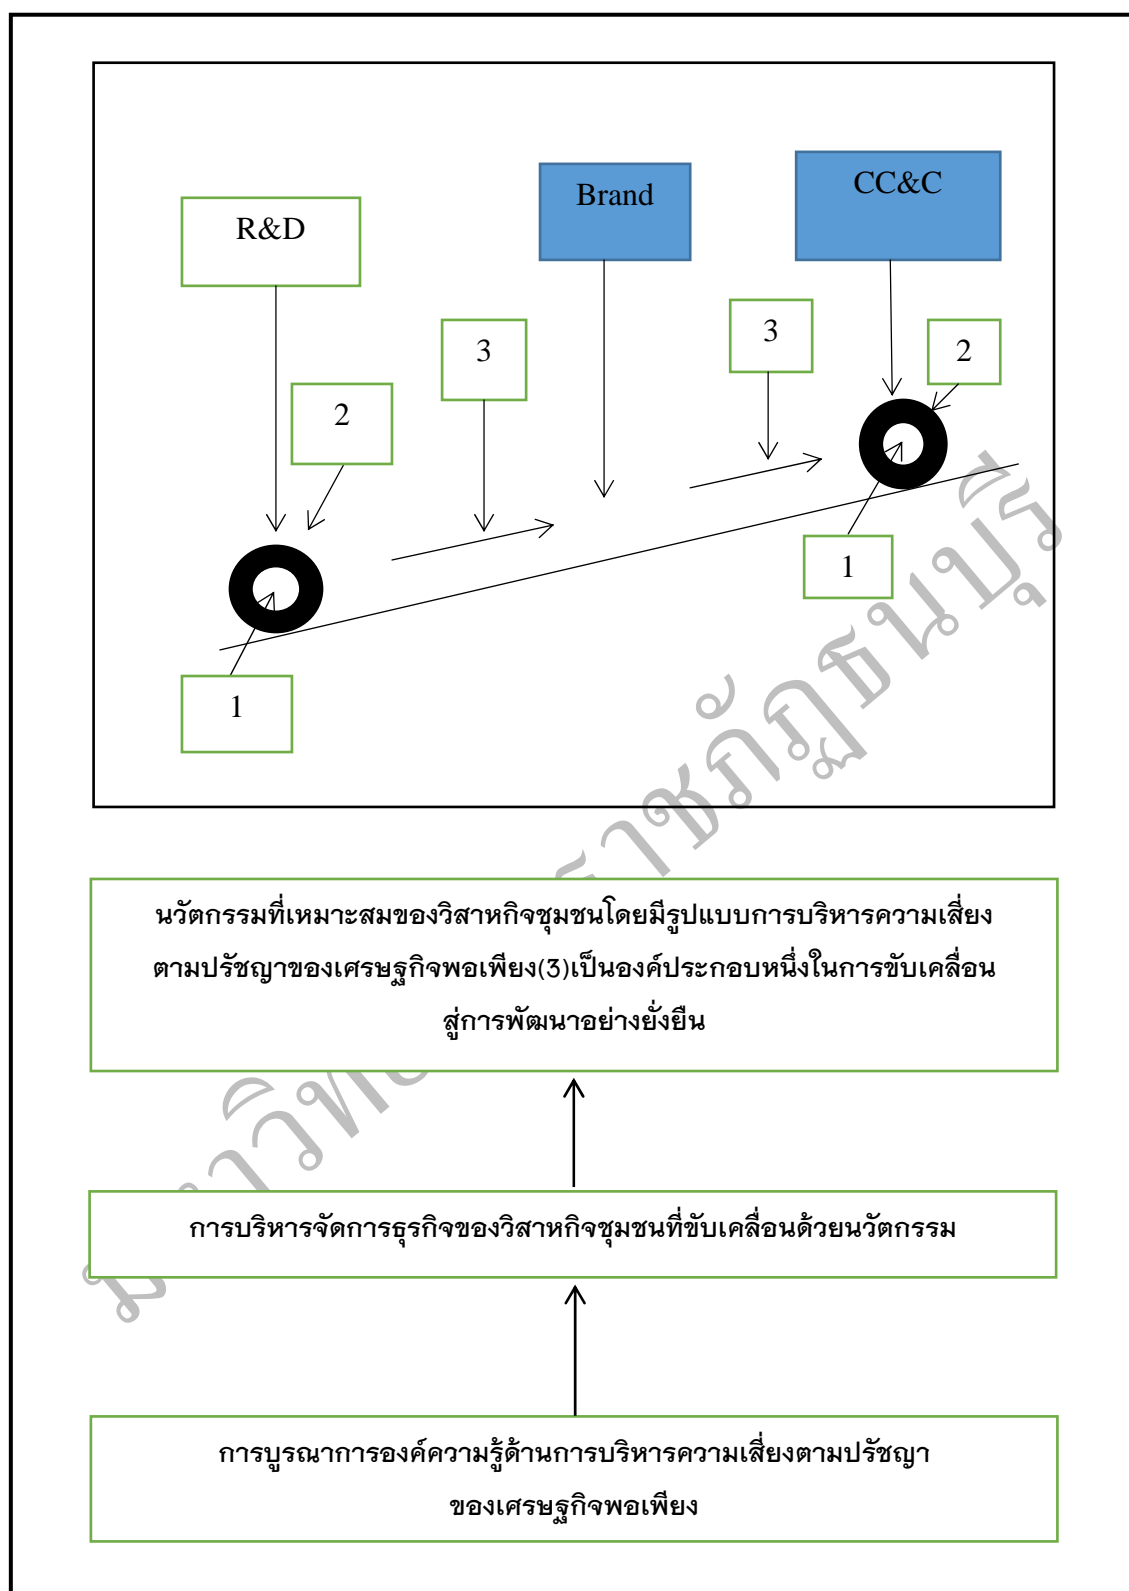 CC&C
Brand
R&D
3
3
2
2
1
1
นวัตกรรมที่เหมาะสมของวิสาหกิจชุมชนโดยมีรูปแบบการบริหารความเสี่ยง
ตามปรัชญาของเศรษฐกิจพอเพียง(3)เป็นองค์ประกอบหนึ่งในการขับเคลื่อน
สู่การพัฒนาอย่างยั่งยืน
การบริหารจัดการธุรกิจของวิสาหกิจชุมชนที่ขับเคลื่อนด้วยนวัตกรรม
การบูรณาการองค์ความรู้ด้านการบริหารความเสี่ยงตามปรัชญา
ของเศรษฐกิจพอเพียง
ราชภัฏธนบุรี